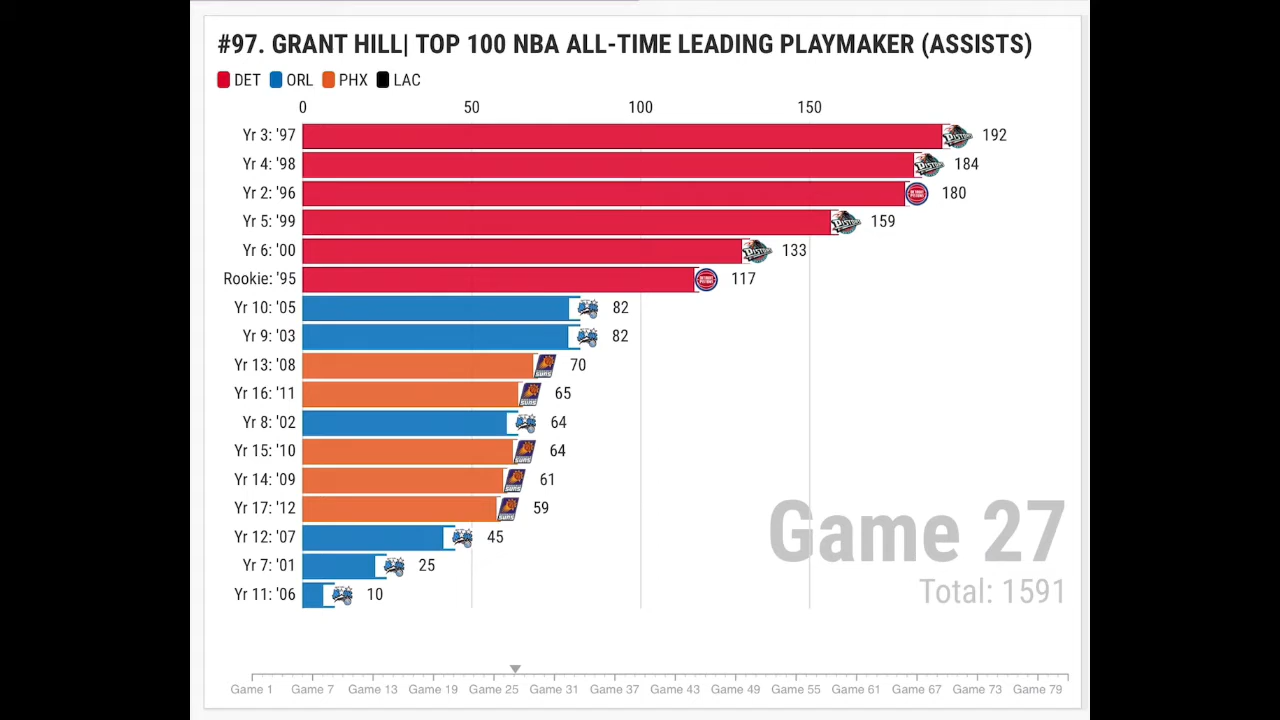 #97. GRANT HILL| TOP 100 NBA ALL-TIME LEADING PLAYMAKER (ASSISTS)
DET ORL PHX LAC
0 50 100 150
Yr 3: '97 192
Yr 4: '98 184
Yr 2: '96 180
Yr 5: '99 159
Yr 6: '00 133
Rookie: '95 117
Yr 10: '05 82
Yr 9: '03 82
Yr 13: '08 70
Yr 16: '11 65
Yr 8: '02 64
Yr 15: '10 64
Yr 14: '09 61
Yr 17: '12 59
Yr 12: '07 45
Yr 7: '01 25
Yr 11: '06 10
Game 27
Total: 1591
Game 1 Game 7 Game 13 Game 19 Game 25 Game 31 Game 37 Game 43 Game 49 Game 55 Game 61 Game 67 Game 73 Game 79